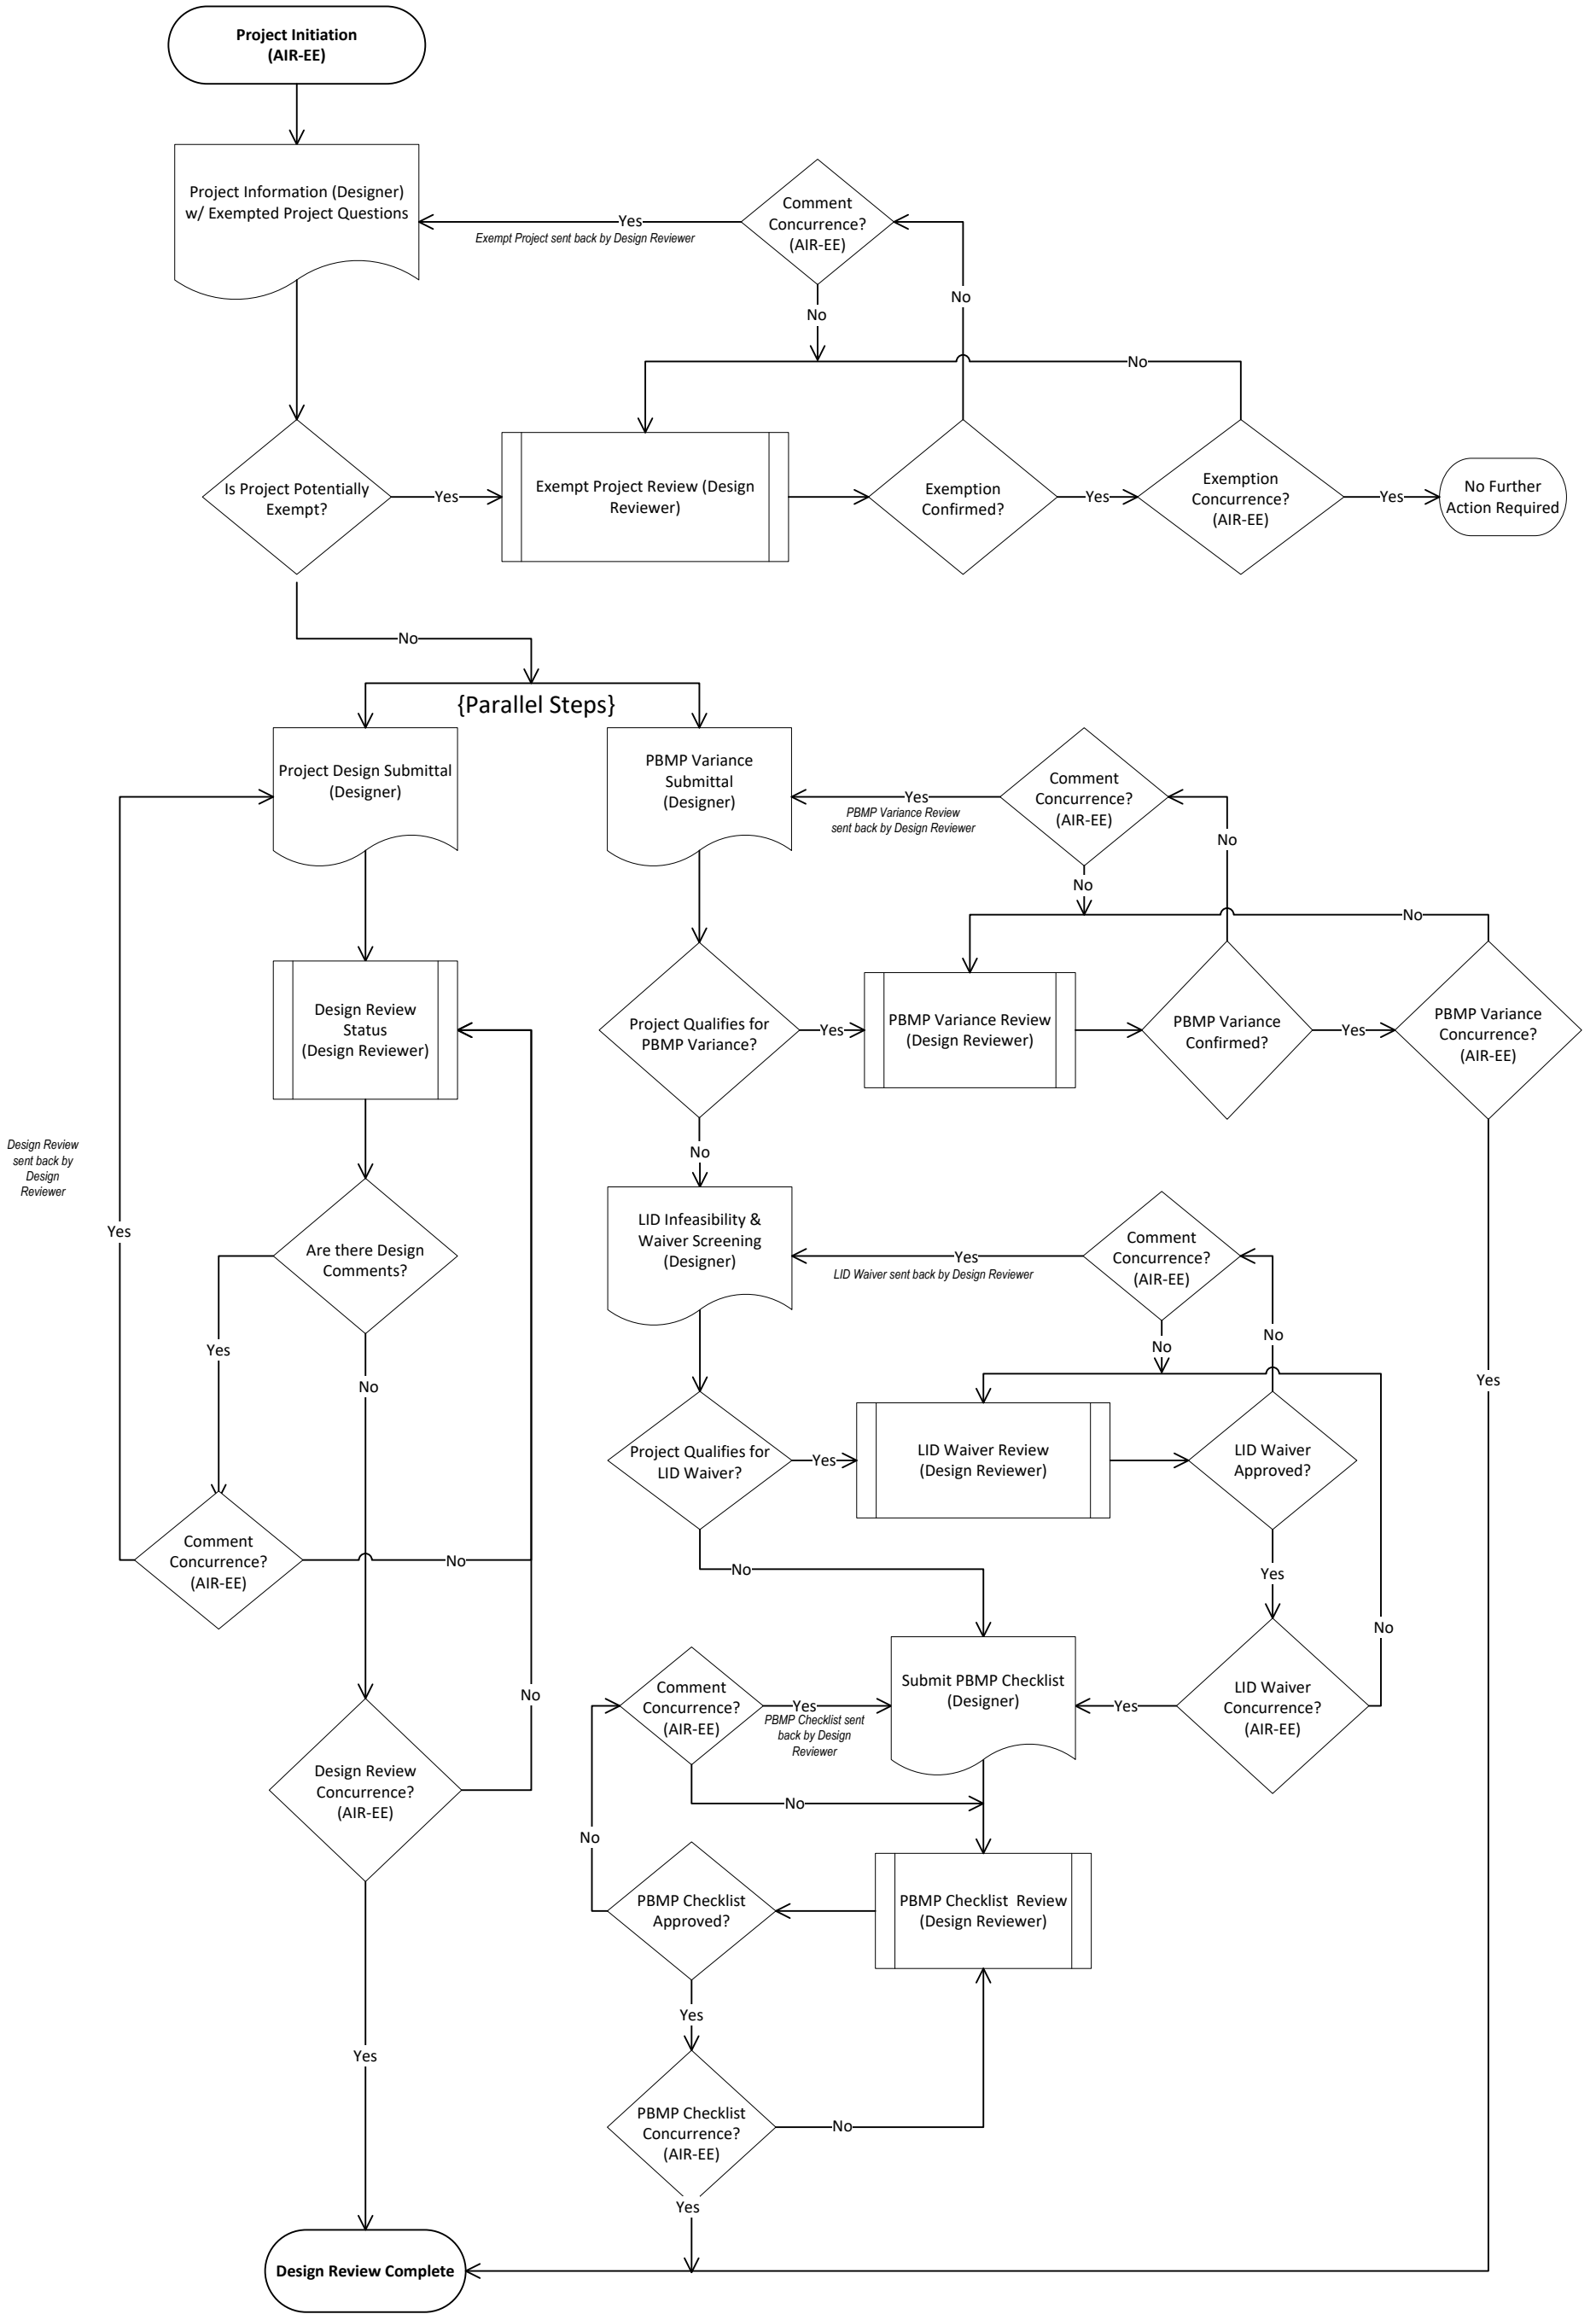 Project Initiation
(AIR-EE)
Project Information (Designer)
w/ Exempted Project Questions
Yes
Exempt Project sent back by Design Reviewer
Comment
Concurrence?
(AIR-EE)
No
No
No
Is Project Potentially
Exempt?
Yes
Exempt Project Review (Design
Reviewer)
Exemption
Confirmed?
Yes
Exemption
Concurrence?
(AIR-EE)
Yes
No Further
Action Required
No
{Parallel Steps}
Project Design Submittal
(Designer)
PBMP Variance
Submittal
(Designer)
Yes
PBMP Variance Review
sent back by Design Reviewer
Comment
Concurrence?
(AIR-EE)
No
No
No
Design Review
Status
(Design Reviewer)
Project Qualifies for
PBMP Variance?
Yes
PBMP Variance Review
(Design Reviewer)
PBMP Variance
Confirmed?
Yes
PBMP Variance
Concurrence?
(AIR-EE)
Design Review
sent back by
Design
Reviewer
No
Yes
Are there Design
Comments?
LID Infeasibility &
Waiver Screening
(Designer)
Yes
LID Waiver sent back by Design Reviewer
Comment
Concurrence?
(AIR-EE)
No
No
Yes
No
Yes
Project Qualifies for
LID Waiver?
Yes
LID Waiver Review
(Design Reviewer)
LID Waiver
Approved?
Comment
Concurrence?
(AIR-EE)
No
No
Yes
No
Comment
Concurrence?
(AIR-EE)
Yes
PBMP Checklist sent
back by Design
Reviewer
Submit PBMP Checklist
(Designer)
Yes
LID Waiver
Concurrence?
(AIR-EE)
No
Design Review
Concurrence?
(AIR-EE)
No
No
PBMP Checklist
Approved?
PBMP Checklist Review
(Design Reviewer)
Yes
Yes
PBMP Checklist
Concurrence?
(AIR-EE)
No
Yes
Design Review Complete